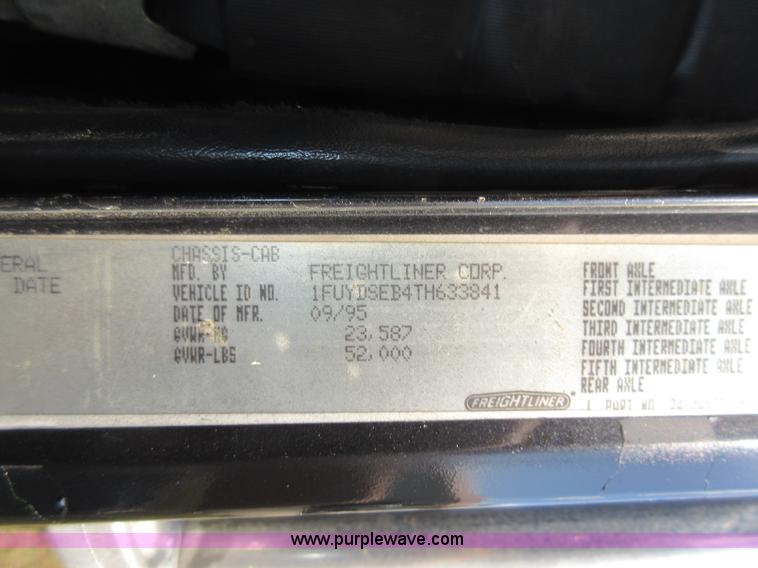 ERAL
DATE
CHASSIS-CAB
MFD. BY FREIGHTLINER CORP.
VEHICLE ID NO. 1FUYDSEB4TH633841
DATE OF MFR. 09/95
GVWR-KG 23,587
GVWR-LBS 52,000
FRONT AXLE
FIRST INTERMEDIATE AXLE
SECOND INTERMEDIATE AXLE
THIRD INTERMEDIATE AXLE
FOURTH INTERMEDIATE AXLE
FIFTH INTERMEDIATE AXLE
REAR AXLE
FREIGHTLINER
PART NO.
www.purplewave.com